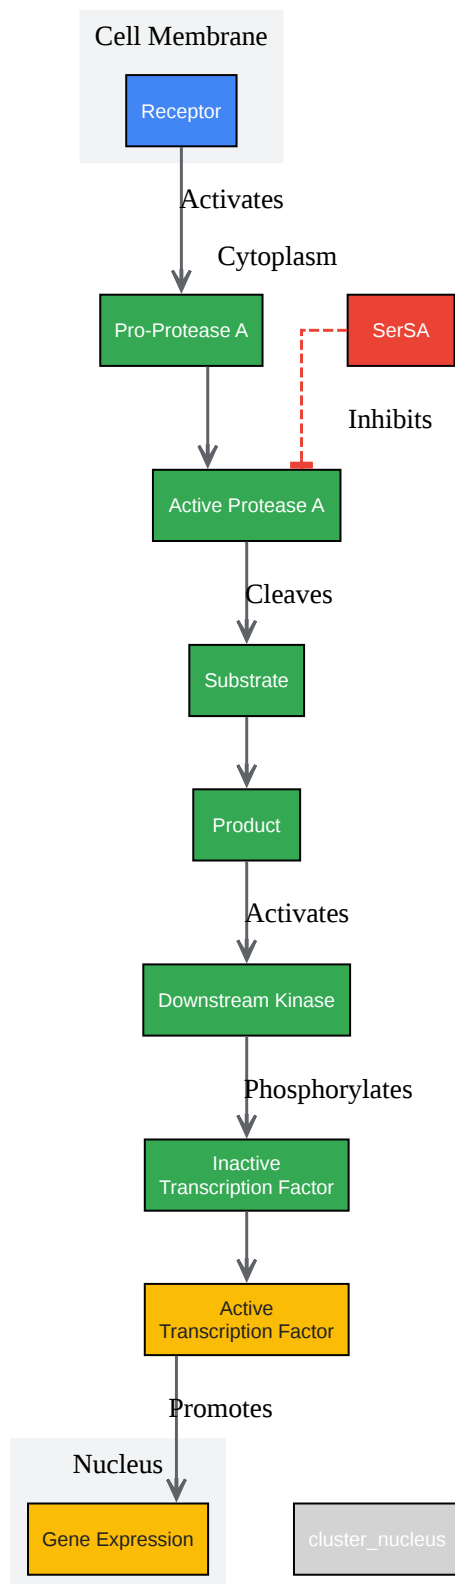 Cell Membrane
Receptor
Activates
Cytoplasm
Pro-Protease A
SerSA
Inhibits
Active Protease A
Cleaves
Substrate
Product
Activates
Downstream Kinase
Phosphorylates
Inactive
Transcription Factor
Active
Transcription Factor
Promotes
Nucleus
Gene Expression
cluster_nucleus